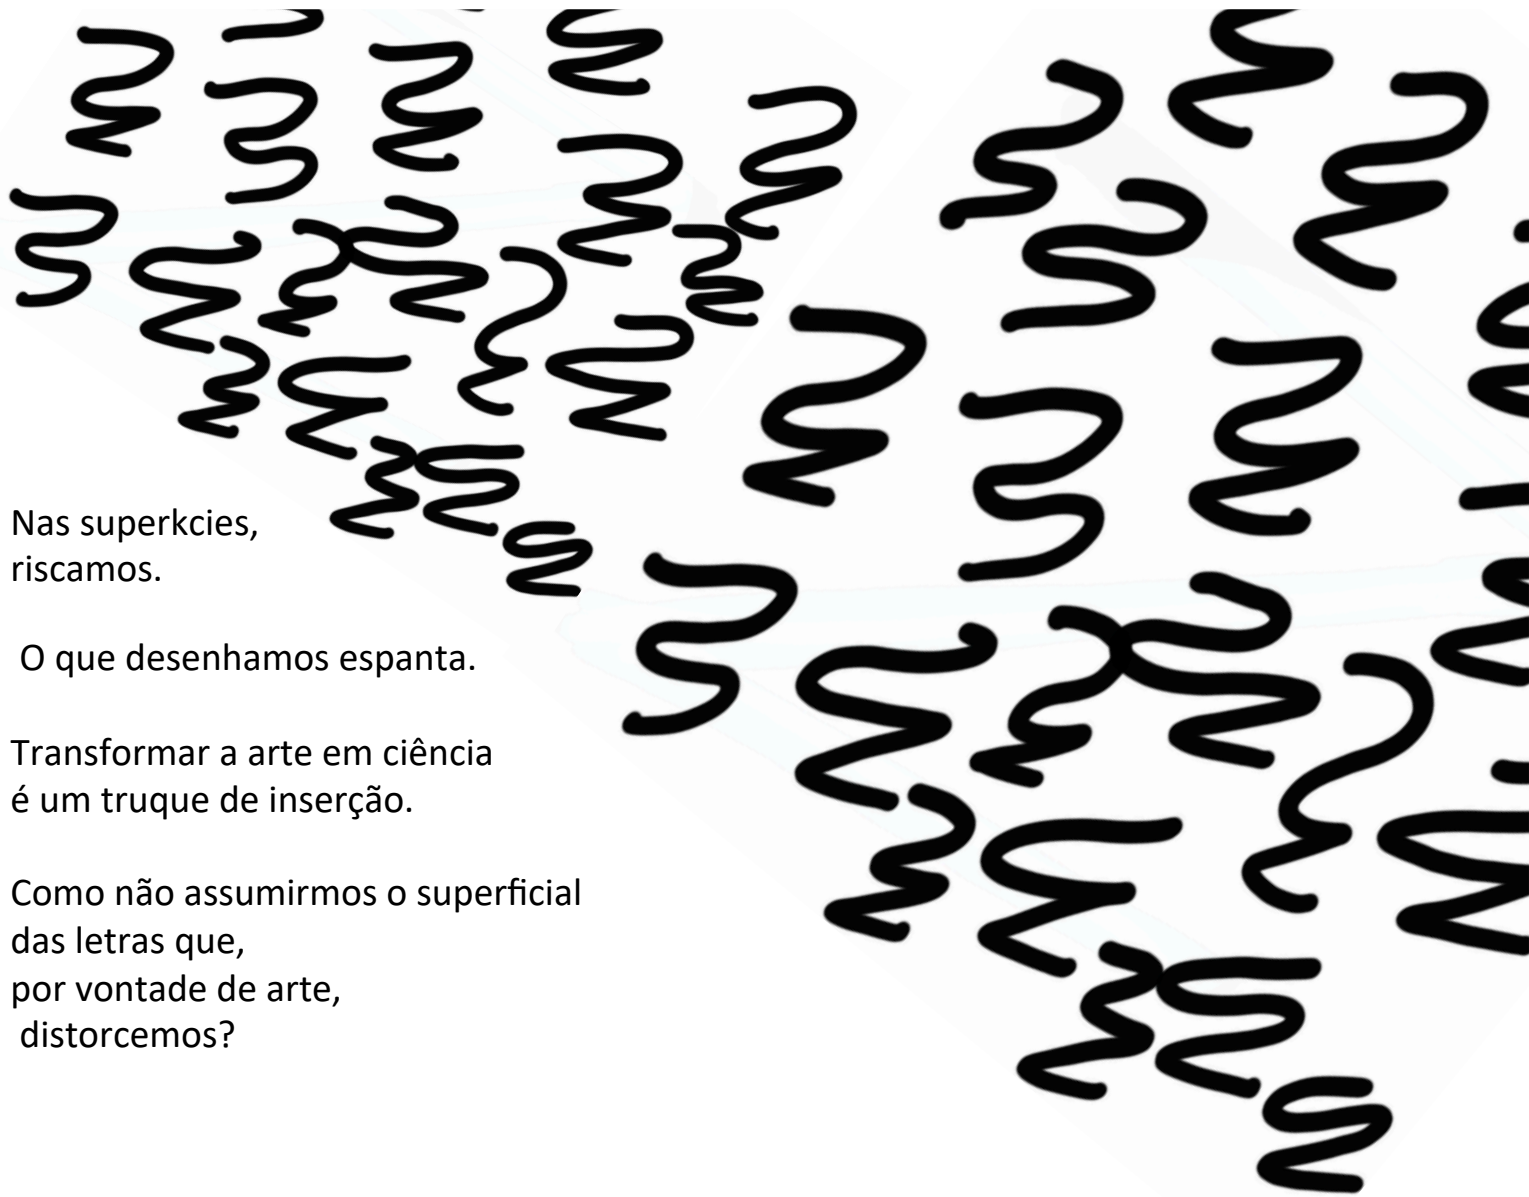 Nas superkcies,
riscamos.
O que desenhamos espanta.
Transformar a arte em ciência
é um truque de inserção.
Como não assumirmos o superficial
das letras que,
por vontade de arte,
distorcemos?